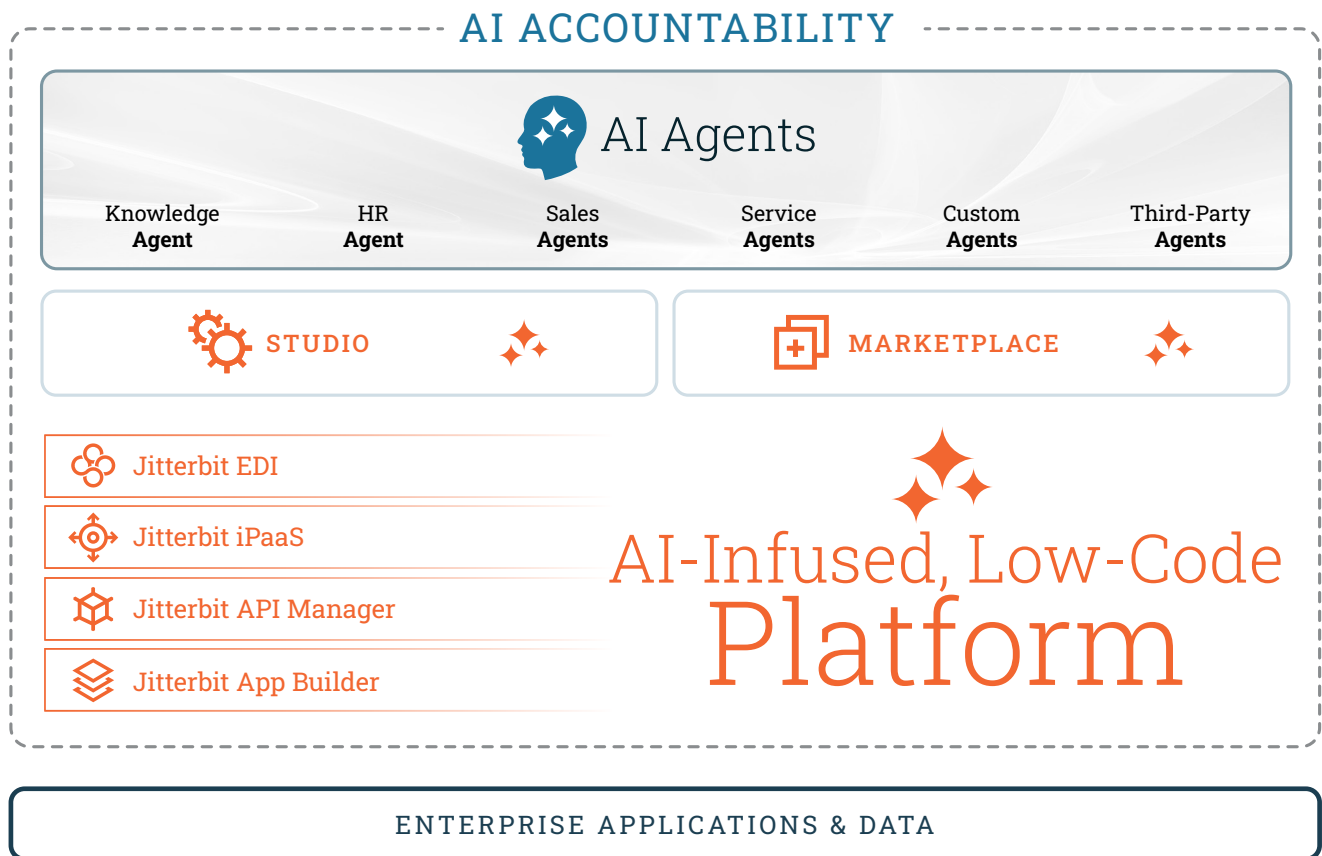 AI ACCOUNTABILITY
AI Agents
Knowledge
Agent
HR
Agent
Sales
Agents
Service
Agents
Custom
Agents
Third-Party
Agents
STUDIO
MARKETPLACE
Jitterbit EDI
Jitterbit iPaaS
Jitterbit API Manager
Jitterbit App Builder
AI-Infused, Low-Code
Platform
ENTERPRISE APPLICATIONS & DATA